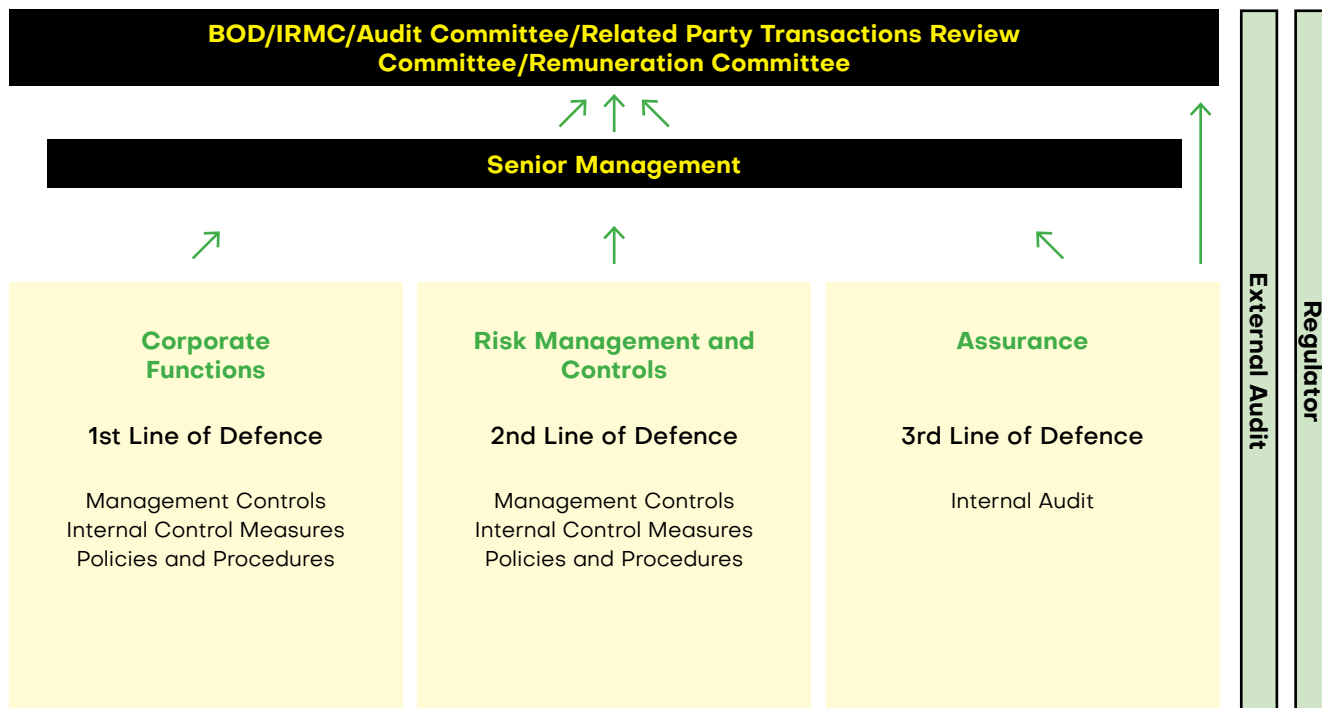 BOD/IRMC/Audit Committee/Related Party Transactions Review
Committee/Remuneration Committee
Senior Management
Corporate
Functions
1st Line of Defence
Management Controls
Internal Control Measures
Policies and Procedures
Risk Management and
Controls
2nd Line of Defence
Management Controls
Internal Control Measures
Policies and Procedures
Assurance
3rd Line of Defence
Internal Audit
External Audit
Regulator